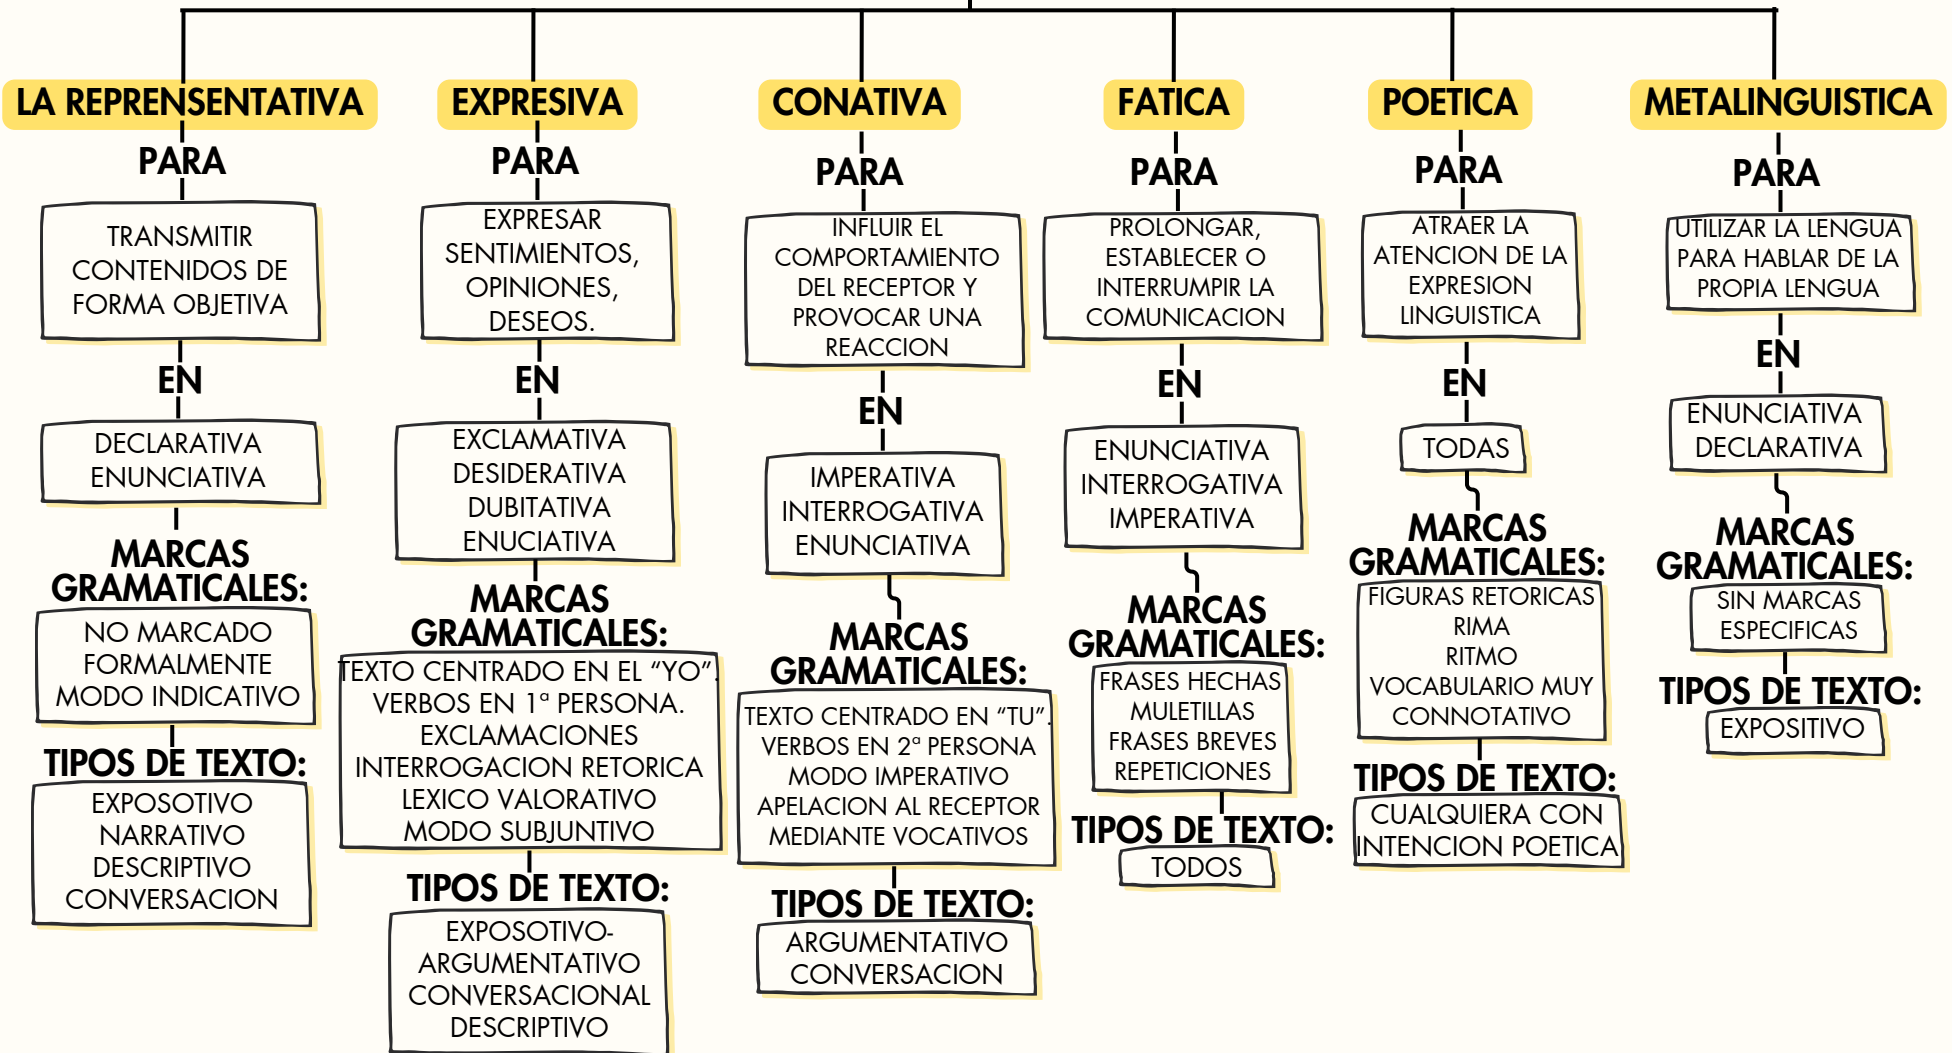 LA REPRENSENTATIVA
PARA
TRANSMITIR
CONTENIDOS DE
FORMA OBJETIVA
EN
DECLARATIVA
ENUNCIATIVA
MARCAS
GRAMATICALES:
NO MARCADO
FORMALMENTE
MODO INDICATIVO
TIPOS DE TEXTO:
EXPOSOTIVO
NARRATIVO
DESCRIPTIVO
CONVERSACION
EXPRESIVA
PARA
EXPRESAR
SENTIMIENTOS,
OPINIONES,
DESEOS.
EN
EXCLAMATIVA
DESIDERATIVA
DUBITATIVA
ENUCIATIVA
MARCAS
GRAMATICALES:
TEXTO CENTRADO EN EL “YO”.
VERBOS EN 1ª PERSONA.
EXCLAMACIONES
INTERROGACION RETORICA
LEXICO VALORATIVO
MODO SUBJUNTIVO
TIPOS DE TEXTO:
EXPOSOTIVO-
ARGUMENTATIVO
CONVERSACIONAL
DESCRIPTIVO
CONATIVA
PARA
INFLUIR EL
COMPORTAMIENTO
DEL RECEPTOR Y
PROVOCAR UNA
REACCION
EN
IMPERATIVA
INTERROGATIVA
ENUNCIATIVA
MARCAS
GRAMATICALES:
TEXTO CENTRADO EN “TU”.
VERBOS EN 2ª PERSONA
MODO IMPERATIVO
APELACION AL RECEPTOR
MEDIANTE VOCATIVOS
TIPOS DE TEXTO:
ARGUMENTATIVO
CONVERSACION
FATICA
PARA
PROLONGAR,
ESTABLECER O
INTERRUMPIR LA
COMUNICACION
EN
ENUNCIATIVA
INTERROGATIVA
IMPERATIVA
MARCAS
GRAMATICALES:
FRASES HECHAS
MULETILLAS
FRASES BREVES
REPETICIONES
TIPOS DE TEXTO:
TODOS
POETICA
PARA
ATRAER LA
ATENCION DE LA
EXPRESION
LINGUISTICA
EN
TODAS
MARCAS
GRAMATICALES:
FIGURAS RETORICAS
RIMA
RITMO
VOCABULARIO MUY
CONNOTATIVO
TIPOS DE TEXTO:
CUALQUIERA CON
INTENCION POETICA
METALINGUISTICA
PARA
UTILIZAR LA LENGUA
PARA HABLAR DE LA
PROPIA LENGUA
EN
ENUNCIATIVA
DECLARATIVA
MARCAS
GRAMATICALES:
SIN MARCAS
ESPECIFICAS
TIPOS DE TEXTO:
EXPOSITIVO